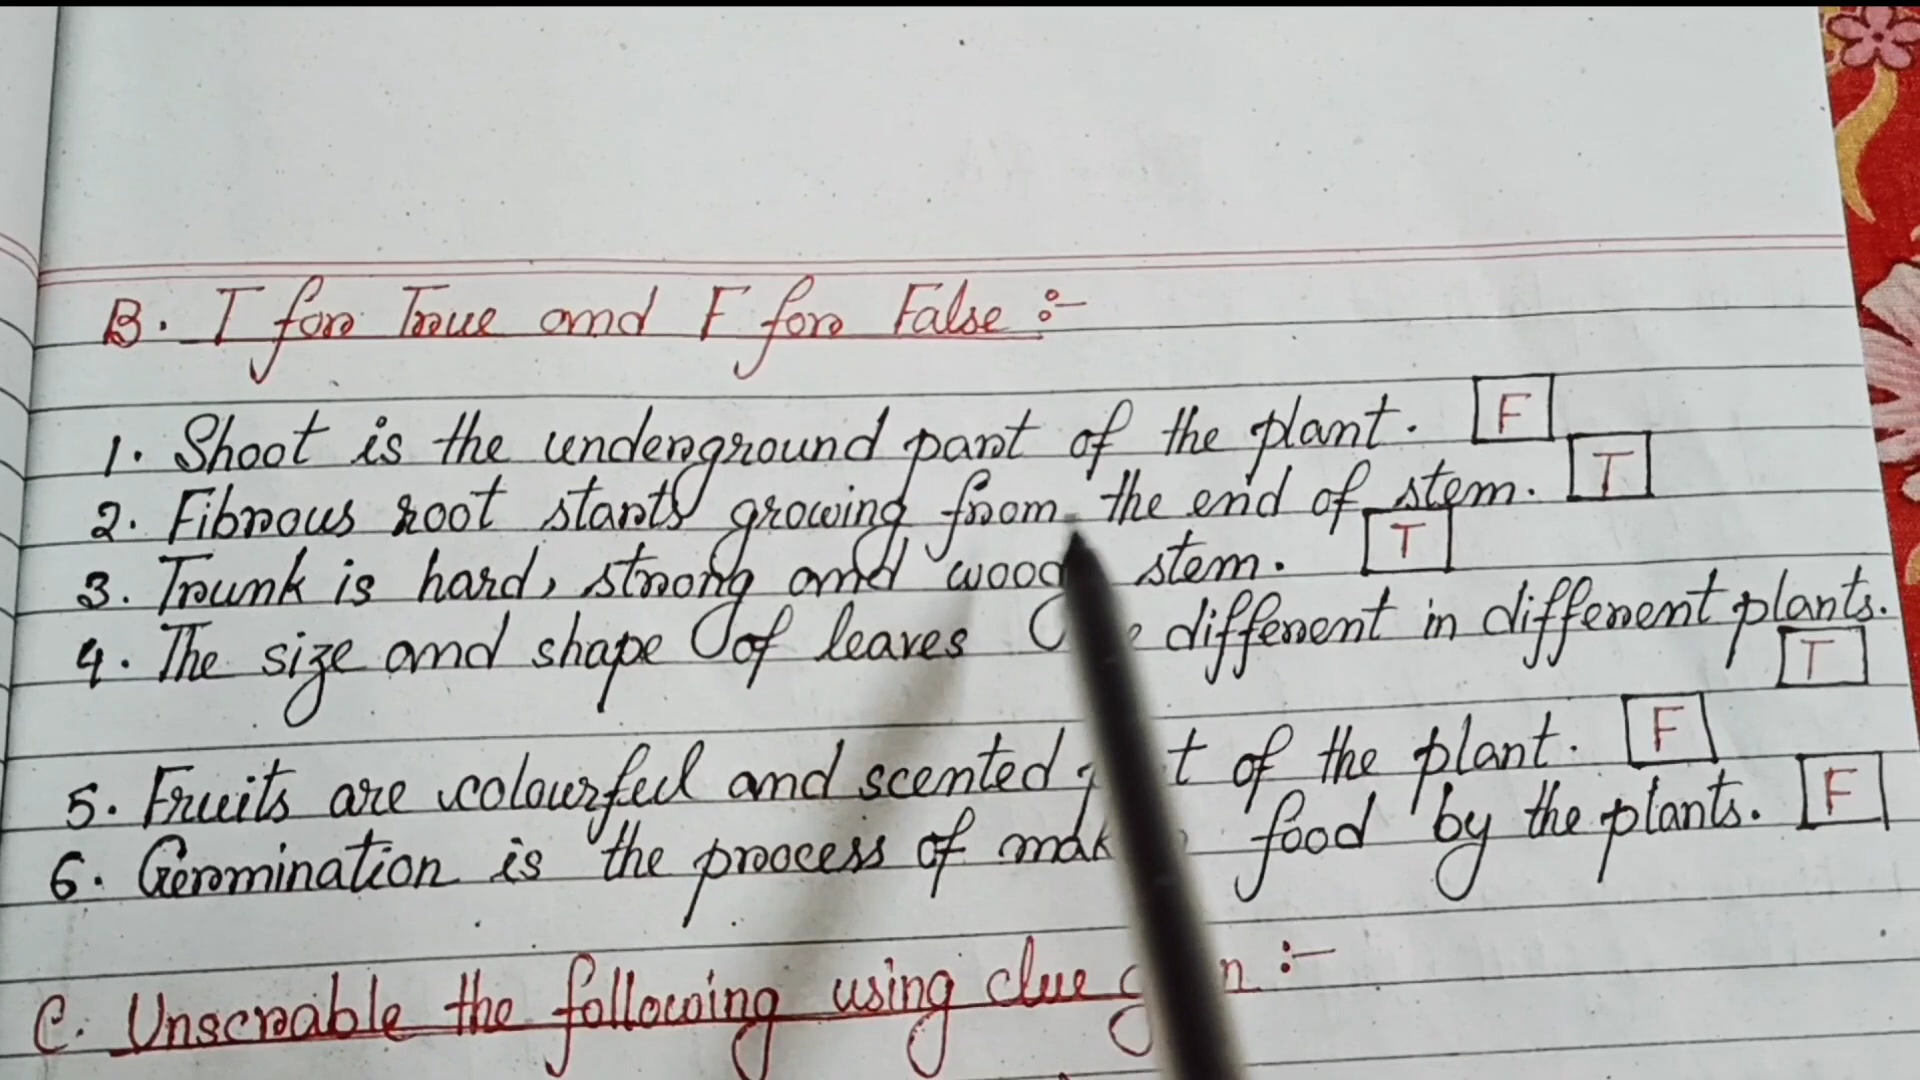 B. T for True and F for False :-
1. Shoot is the underground part of the plant. F
2. Fibrous root starts growing from the end of stem. T
3. Trunk is hard, strong and stem. T
4. The size and shape of leaves different in different plants.
T
5. Fruits are colourful and scented of the plant. F
6. Germination is the process of food by the plants. F
C. Unscrable the following using clue :-